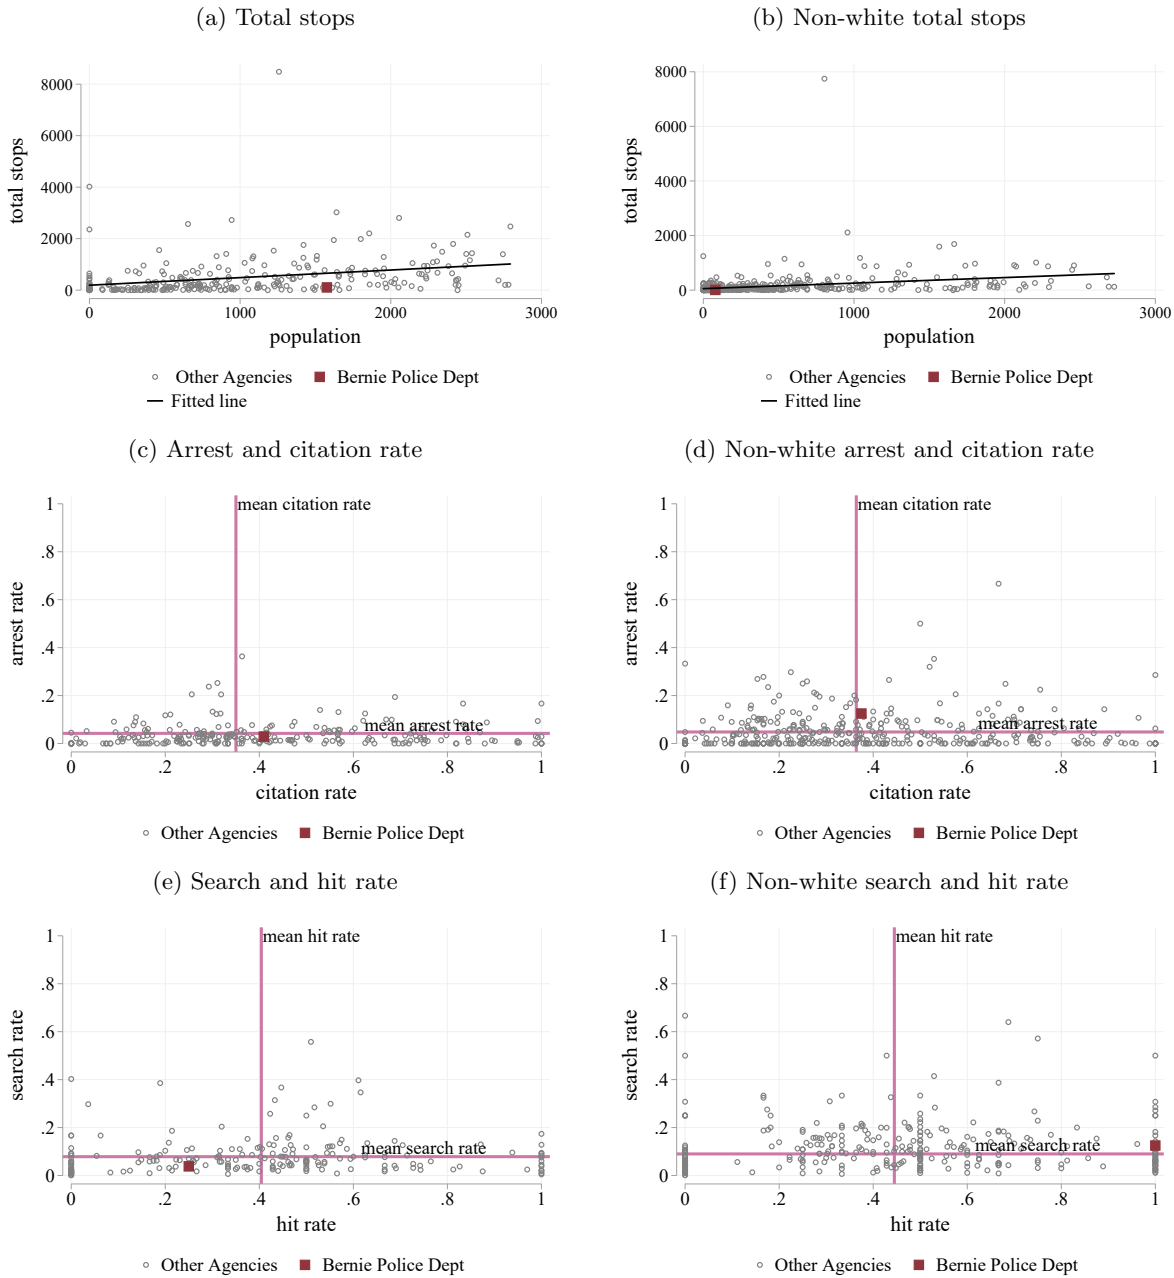 (a) Total stops
(b) Non-white total stops
total stops
8000
6000
4000
2000
0
0 1000 2000 3000
population
Other Agencies Bernie Police Dept
Fitted line
total stops
8000
6000
4000
2000
0
0 1000 2000 3000
population
Other Agencies Bernie Police Dept
Fitted line
(c) Arrest and citation rate
(d) Non-white arrest and citation rate
arrest rate
1
.8
.6
.4
.2
0
mean citation rate
mean arrest rate
0 .2 .4 .6 .8 1
citation rate
Other Agencies Bernie Police Dept
arrest rate
1
.8
.6
.4
.2
0
mean citation rate
mean arrest rate
0 .2 .4 .6 .8 1
citation rate
Other Agencies Bernie Police Dept
(e) Search and hit rate
(f) Non-white search and hit rate
search rate
1
.8
.6
.4
.2
0
mean hit rate
mean search rate
0 .2 .4 .6 .8 1
hit rate
Other Agencies Bernie Police Dept
search rate
1
.8
.6
.4
.2
0
mean hit rate
mean search rate
0 .2 .4 .6 .8 1
hit rate
Other Agencies Bernie Police Dept